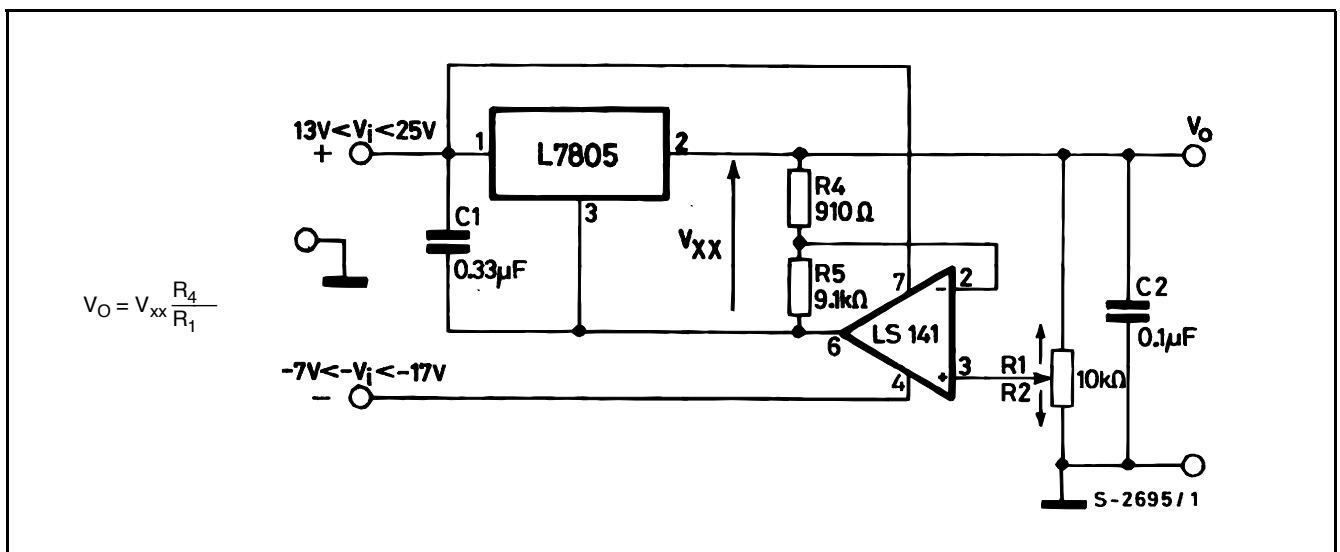 13V<Vi<25V
+
1
L7805
2
3
C1
0.33µF
VXX
R4
910Ω
R5
9.1kΩ
7
2
-
LS 141
6
3
+
4
R1
R2
10kΩ
C2
0.1µF
VO
VO = Vxx R4
R1
-7V<-Vi<-17V
−
S-2695/1